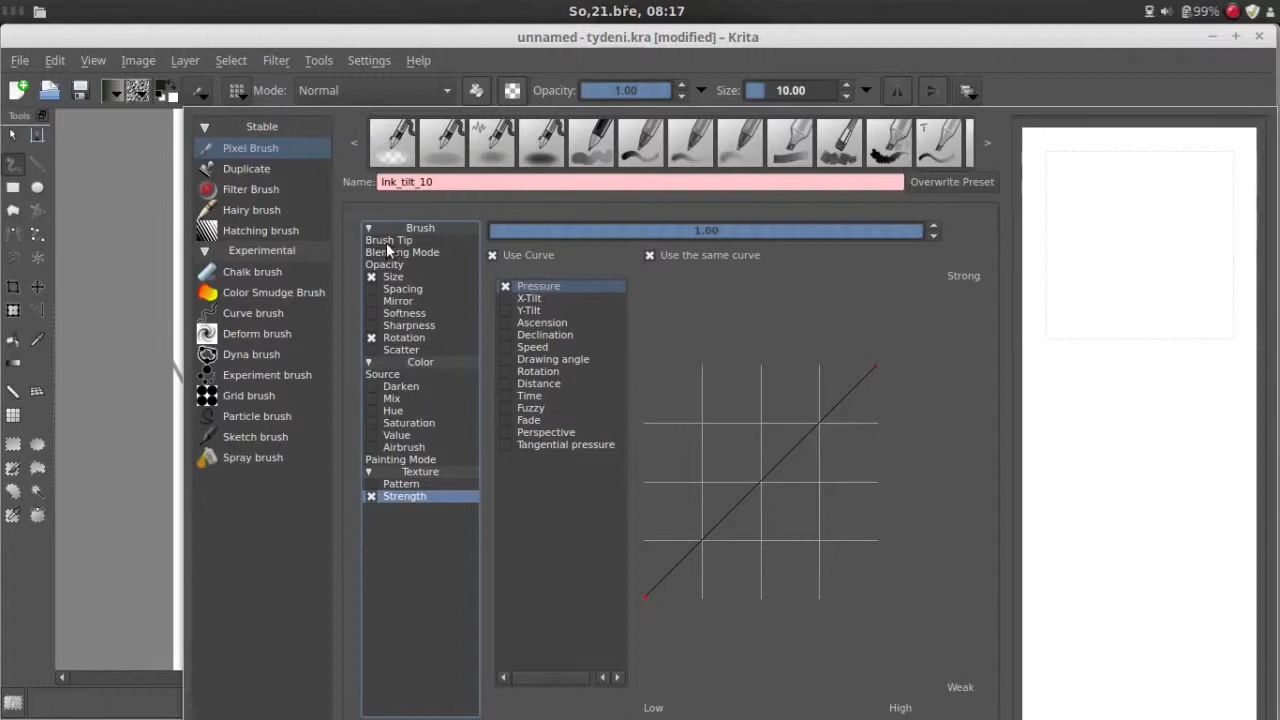 So,21.bře, 08:17
99%
unnamed - tydeni.kra [modified] – Krita
File Edit View Image Layer Select Filter Tools Settings Help
Mode: Normal Opacity: 1.00 Size: 10.00
Tools
Stable
Pixel Brush
Duplicate
Filter Brush
Hairy brush
Hatching brush
Experimental
Chalk brush
Color Smudge Brush
Curve brush
Deform brush
Dyna brush
Experiment brush
Grid brush
Particle brush
Sketch brush
Spray brush
Name: Ink_tilt_10 Overwrite Preset
Brush
Brush Tip
Blending Mode
Opacity
Size
Spacing
Mirror
Softness
Sharpness
Rotation
Scatter
Color
Source
Darken
Mix
Hue
Saturation
Value
Airbrush
Painting Mode
Texture
Pattern
Strength
1.00
Use Curve Use the same curve
Pressure
X-Tilt
Y-Tilt
Ascension
Declination
Speed
Drawing angle
Rotation
Distance
Time
Fuzzy
Fade
Perspective
Tangential pressure
Strong
Weak
Low High